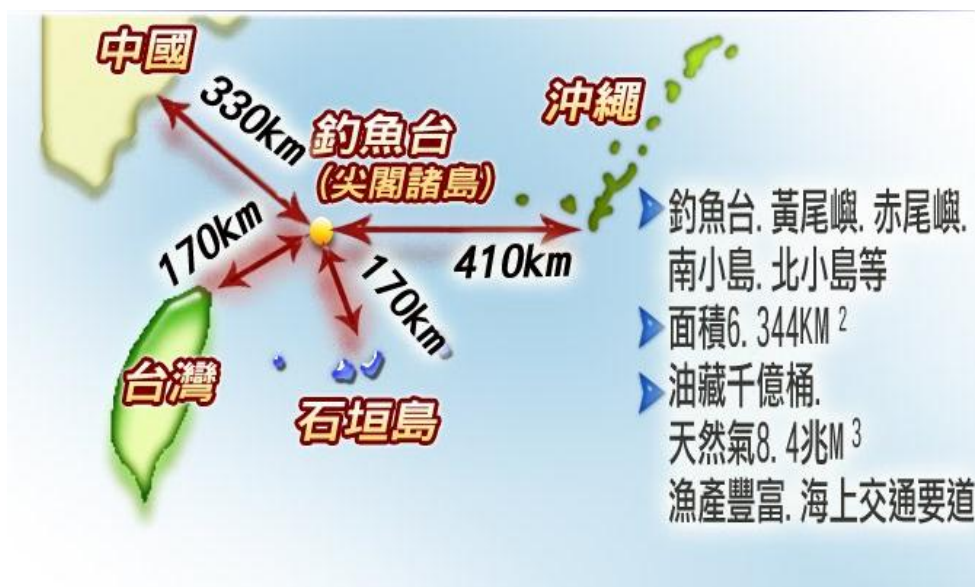 中國
330km
釣魚台
(尖閣諸島)
沖繩
170km
410km
170km
台灣
石垣島
釣魚台. 黃尾嶼. 赤尾嶼.
南小島. 北小島等
面積6. 344KM²
油藏千億桶.
天然氣8. 4兆M³
漁產豐富. 海上交通要道